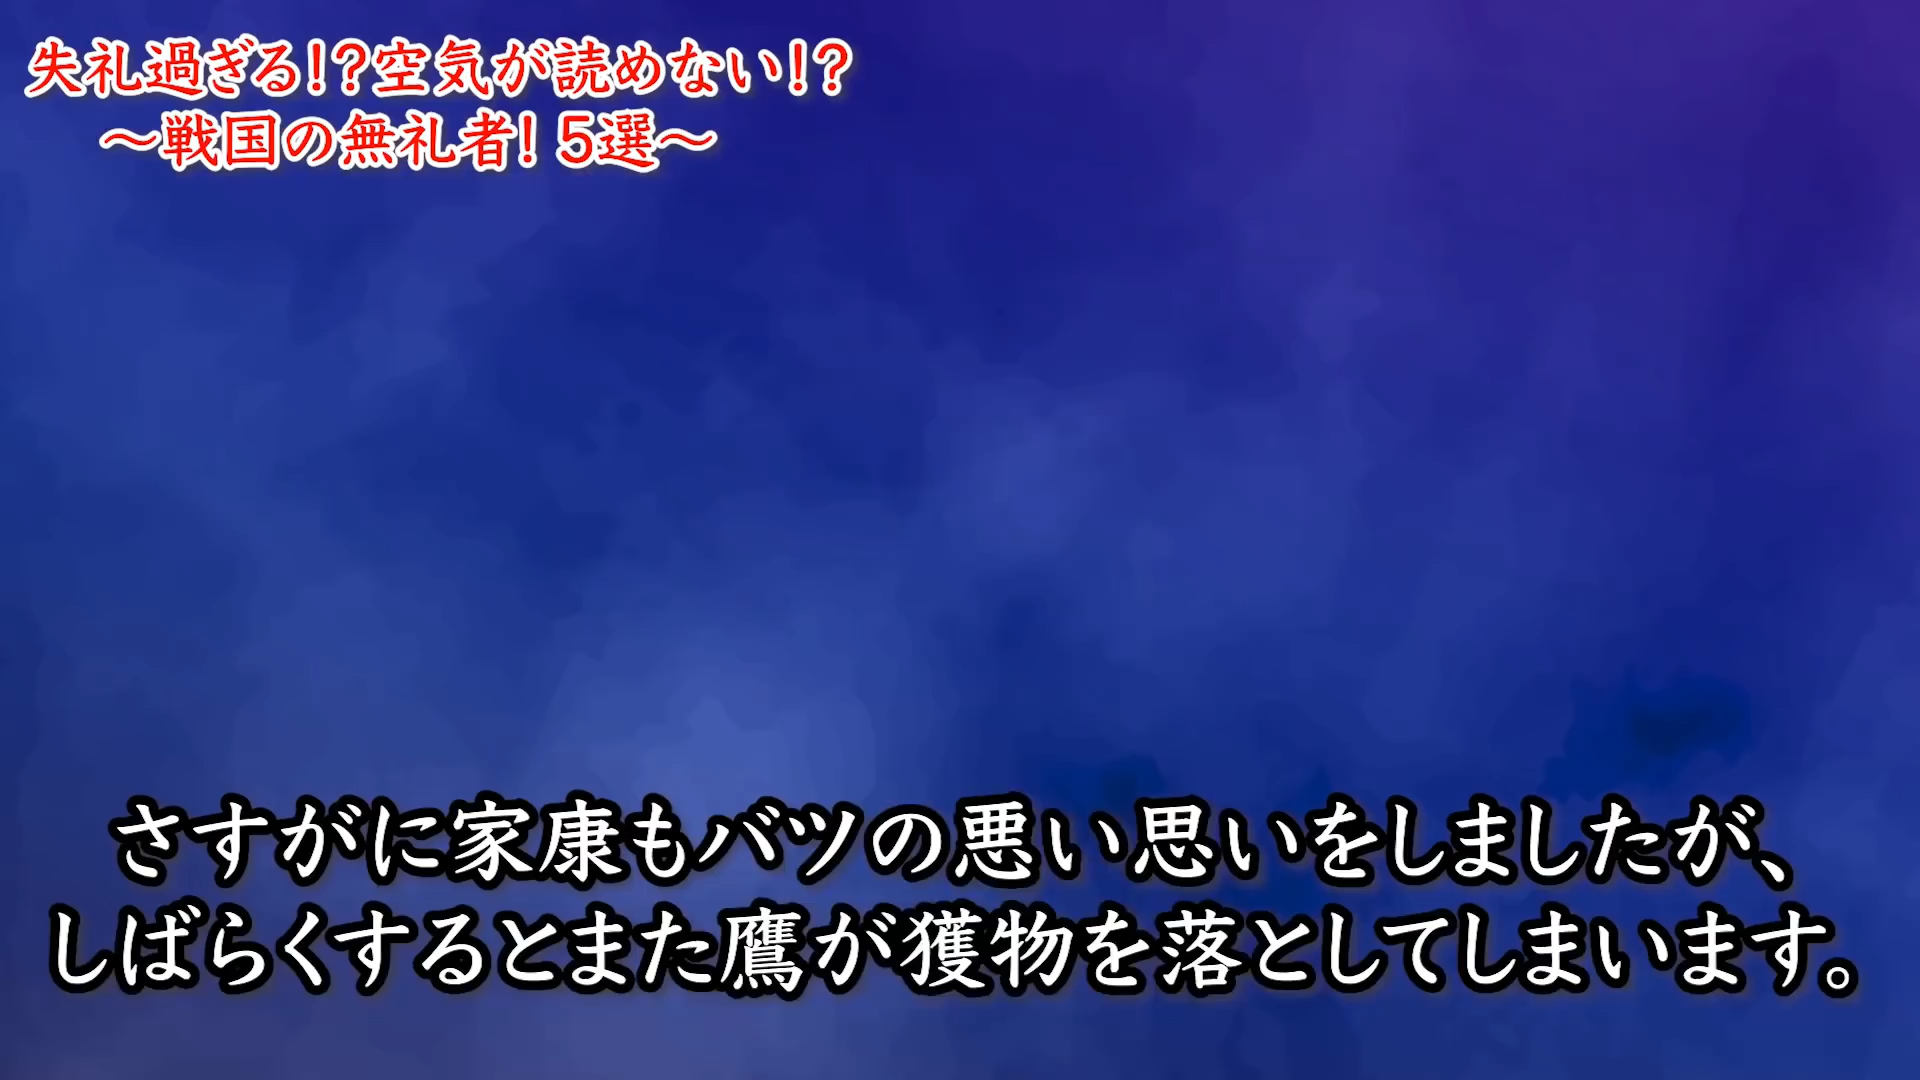 失礼過ぎる!?空気が読めない!?
～戦国の無礼者! 5選～
さすがに家康もバツの悪い思いをしましたが、
しばらくするとまた鷹が獲物を落としてしまいます。